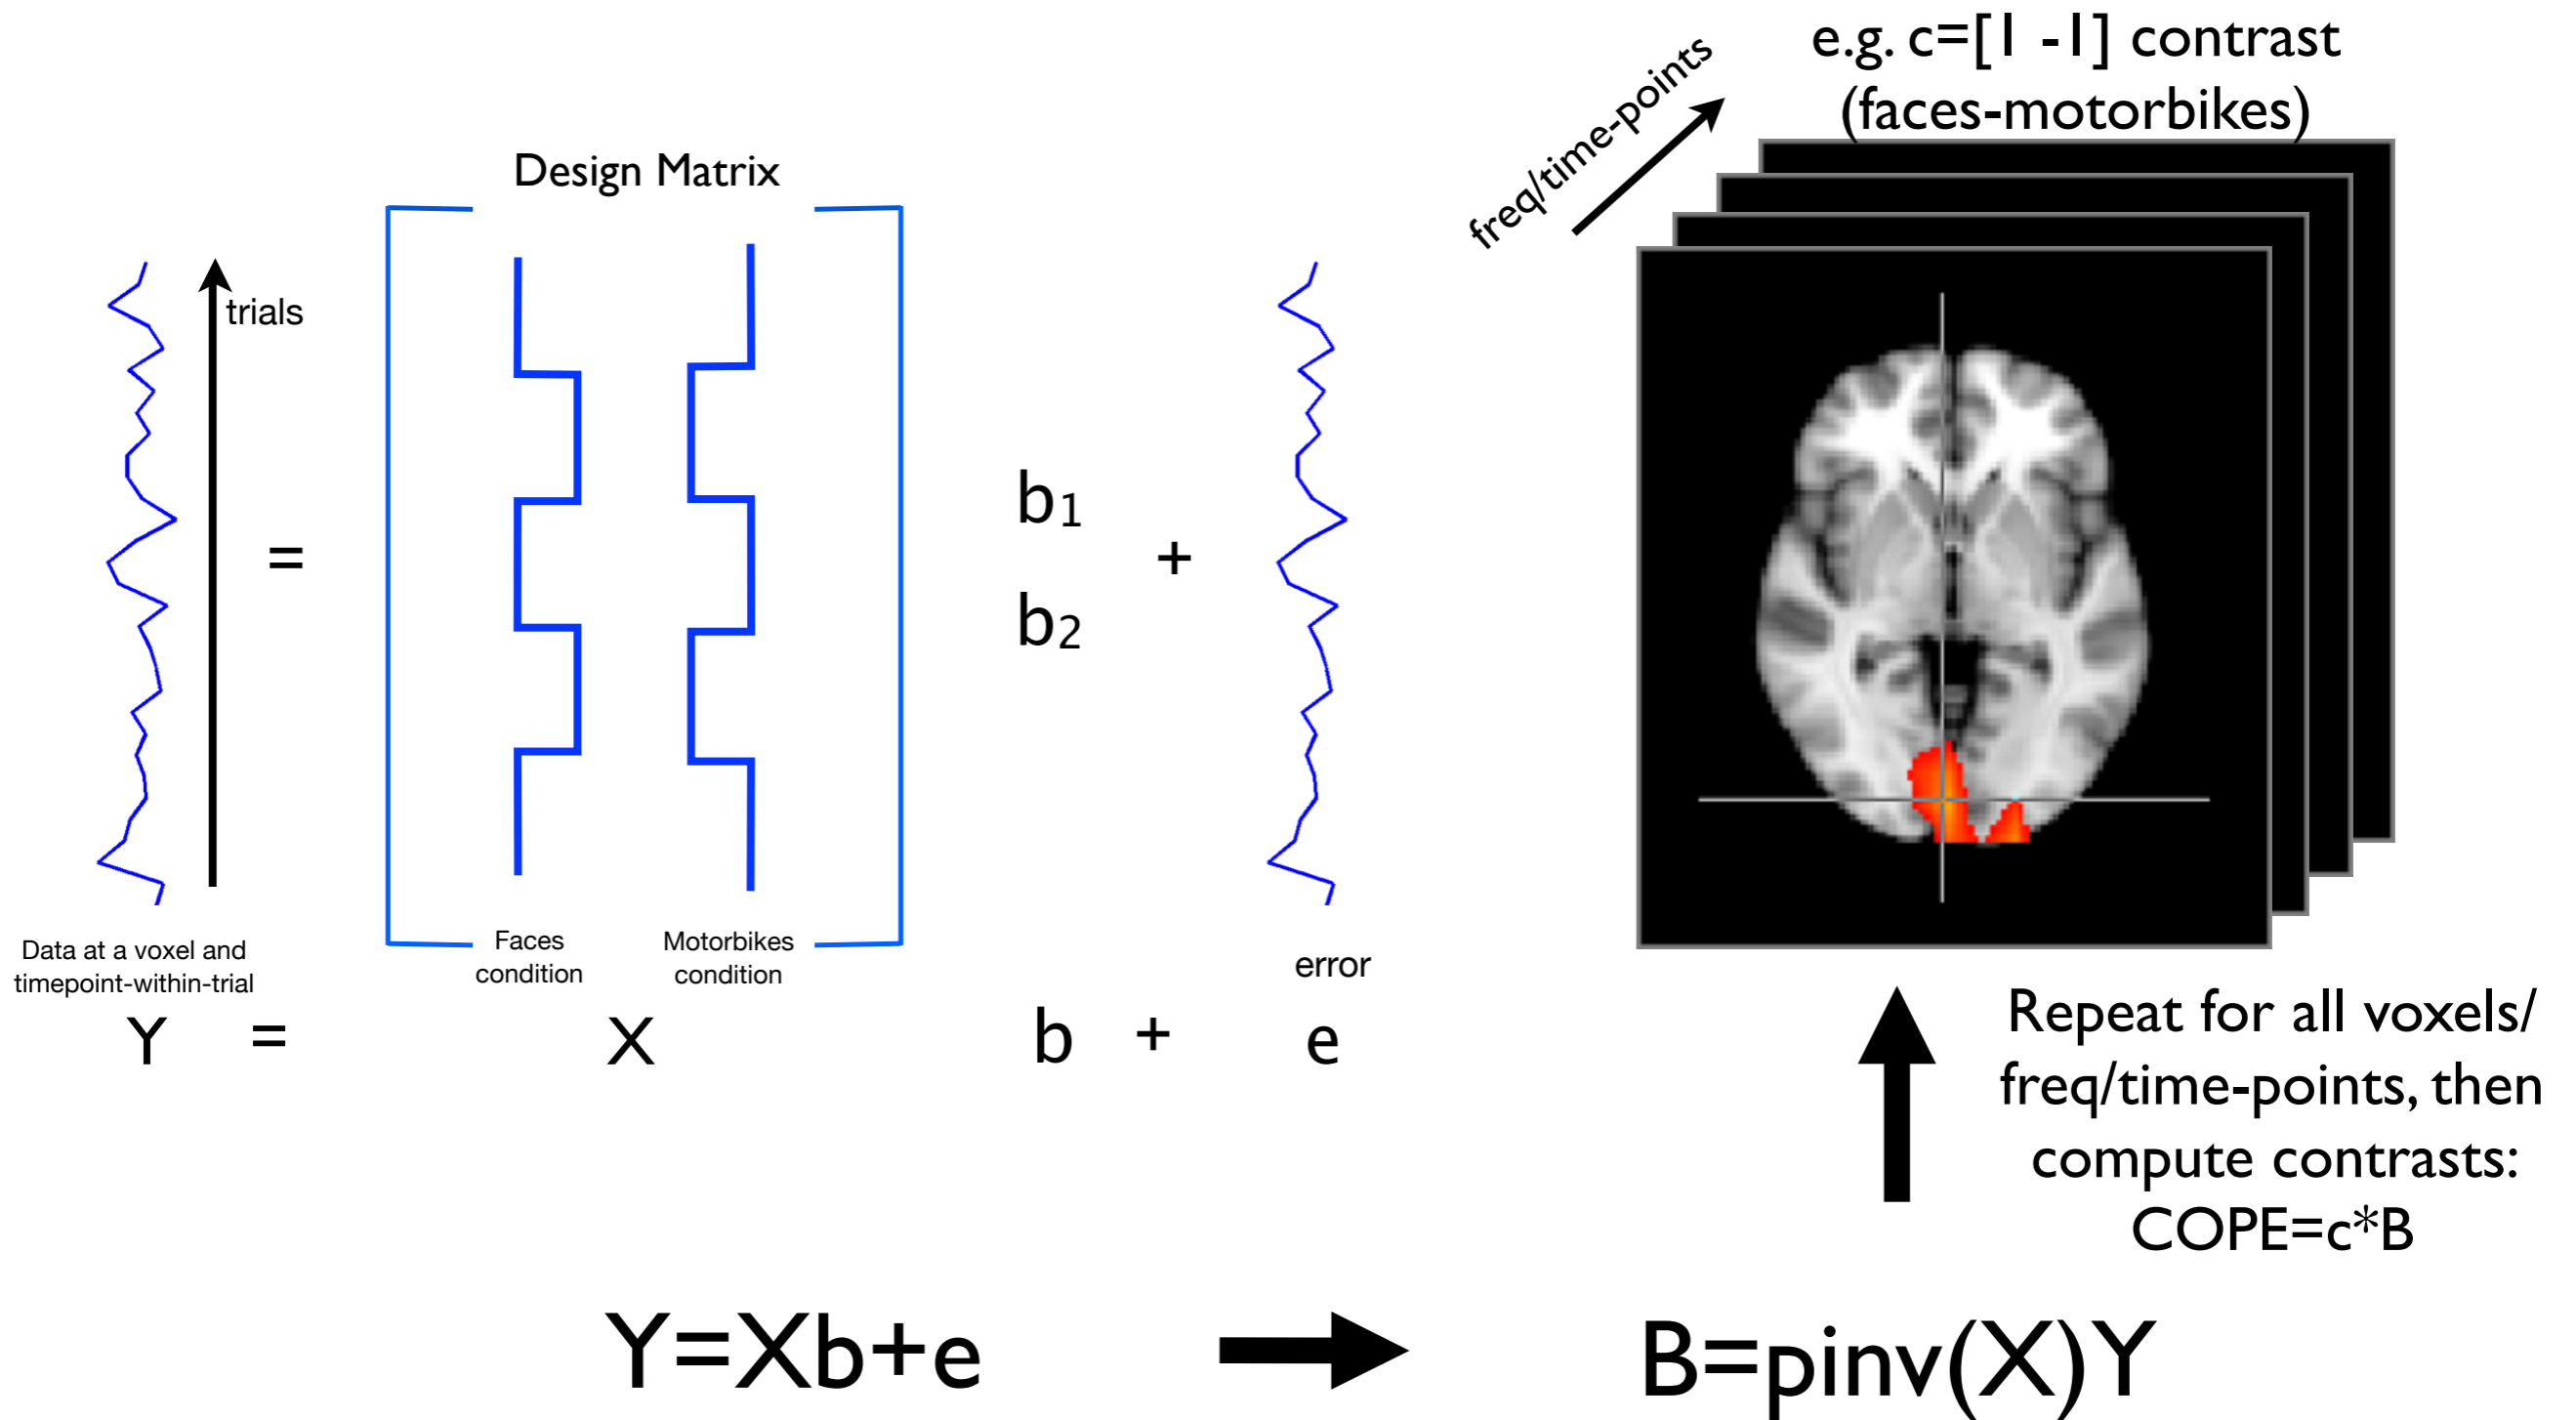 e.g. c=[1 -1] contrast
(faces-motorbikes)
freq/time-points
Design Matrix
trials
=
b1
b2
+
Data at a voxel and
timepoint-within-trial
Faces
condition
Motorbikes
condition
error
Y = X b + e
Repeat for all voxels/
freq/time-points, then
compute contrasts:
COPE=c*B
Y=Xb+e
B=pinv(X)Y